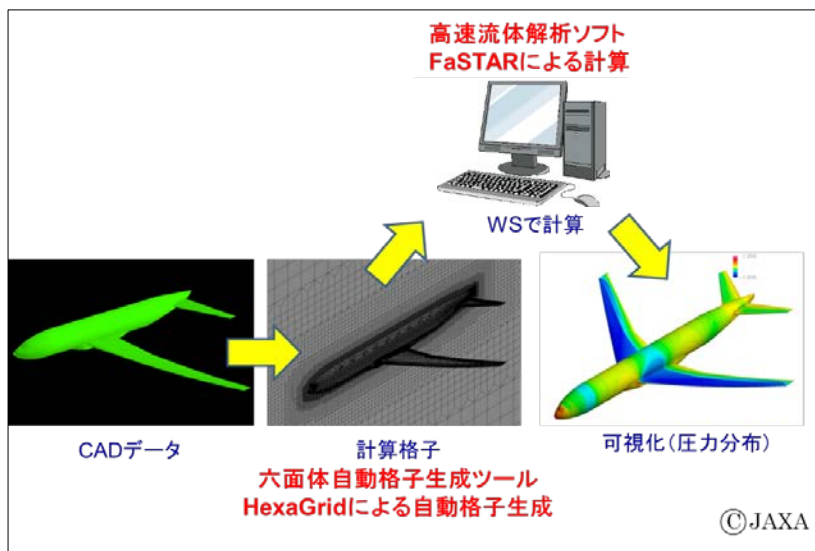 高速流体解析ソフト
FaSTARによる計算
WSで計算
CADデータ
計算格子
可視化(圧力分布)
六面体自動格子生成ツール
HexaGridによる自動格子生成
©JAXA